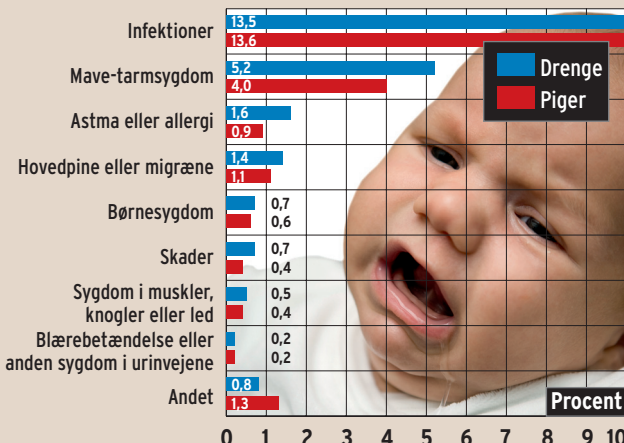 Infektioner
13,5
13,6
Mave-tarmsygdom
5,2
4,0
Astma eller allergi
1,6
0,9
Hovedpine eller migræne
1,4
1,1
Børnesygdom
0,7
0,6
Skader
0,7
0,4
Sygdom i muskler,
knogler eller led
0,5
0,4
Blærebetændelse eller
anden sygdom i urinvejene
0,2
0,2
Andet
0,8
1,3
Drenge
Piger
Procent
0 1 2 3 4 5 6 7 8 9 10